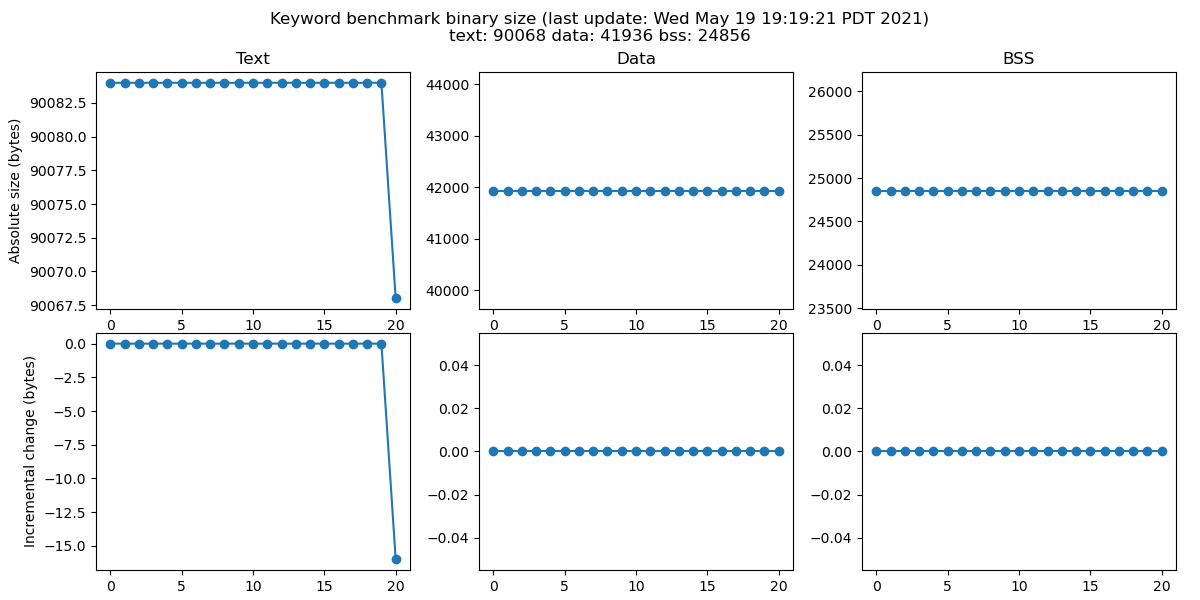 Keyword benchmark binary size (last update: Wed May 19 19:19:21 PDT 2021)
text: 90068 data: 41936 bss: 24856
Text
Data
BSS
Absolute size (bytes)
90082.5
90080.0
90077.5
90075.0
90072.5
90070.0
90067.5
0 5 10 15 20
44000
43000
42000
41000
40000
0 5 10 15 20
26000
25500
25000
24500
24000
23500
0 5 10 15 20
Incremental change (bytes)
0.0
−2.5
−5.0
−7.5
−10.0
−12.5
−15.0
0 5 10 15 20
0.04
0.02
0.00
−0.02
−0.04
0 5 10 15 20
0.04
0.02
0.00
−0.02
−0.04
0 5 10 15 20